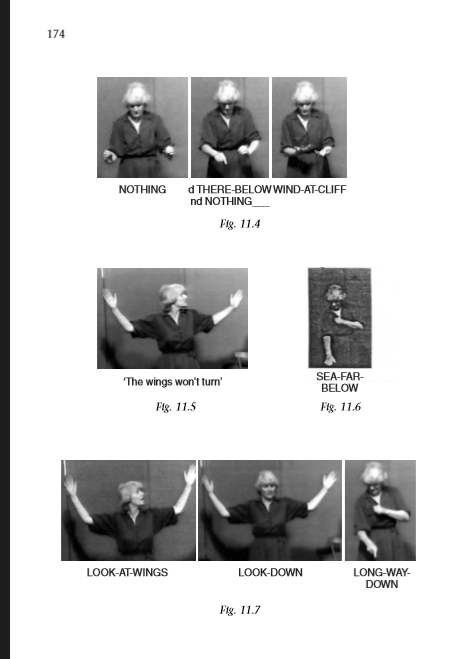 174
NOTHING d THERE-BELOW WIND-AT-CLIFF
nd NOTHING___
Fig. 11.4
'The wings won't turn'
SEA-FAR-
BELOW
Fig. 11.5 Fig. 11.6
LOOK-AT-WINGS LOOK-DOWN LONG-WAY-
DOWN
Fig. 11.7